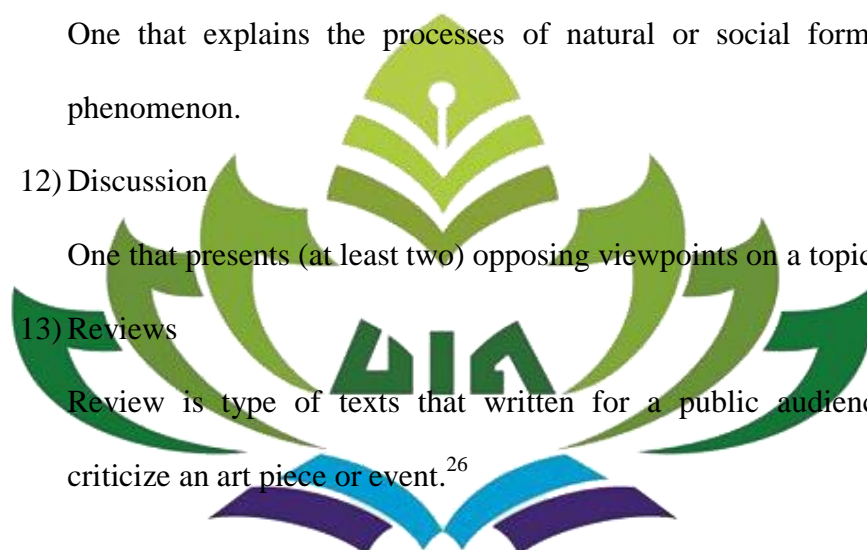 One that explains the processes of natural or social form
phenomenon.
12) Discussion
One that presents (at least two) opposing viewpoints on a topic
13) Reviews
UIN
Review is type of texts that written for a public
criticize an art piece or event.26